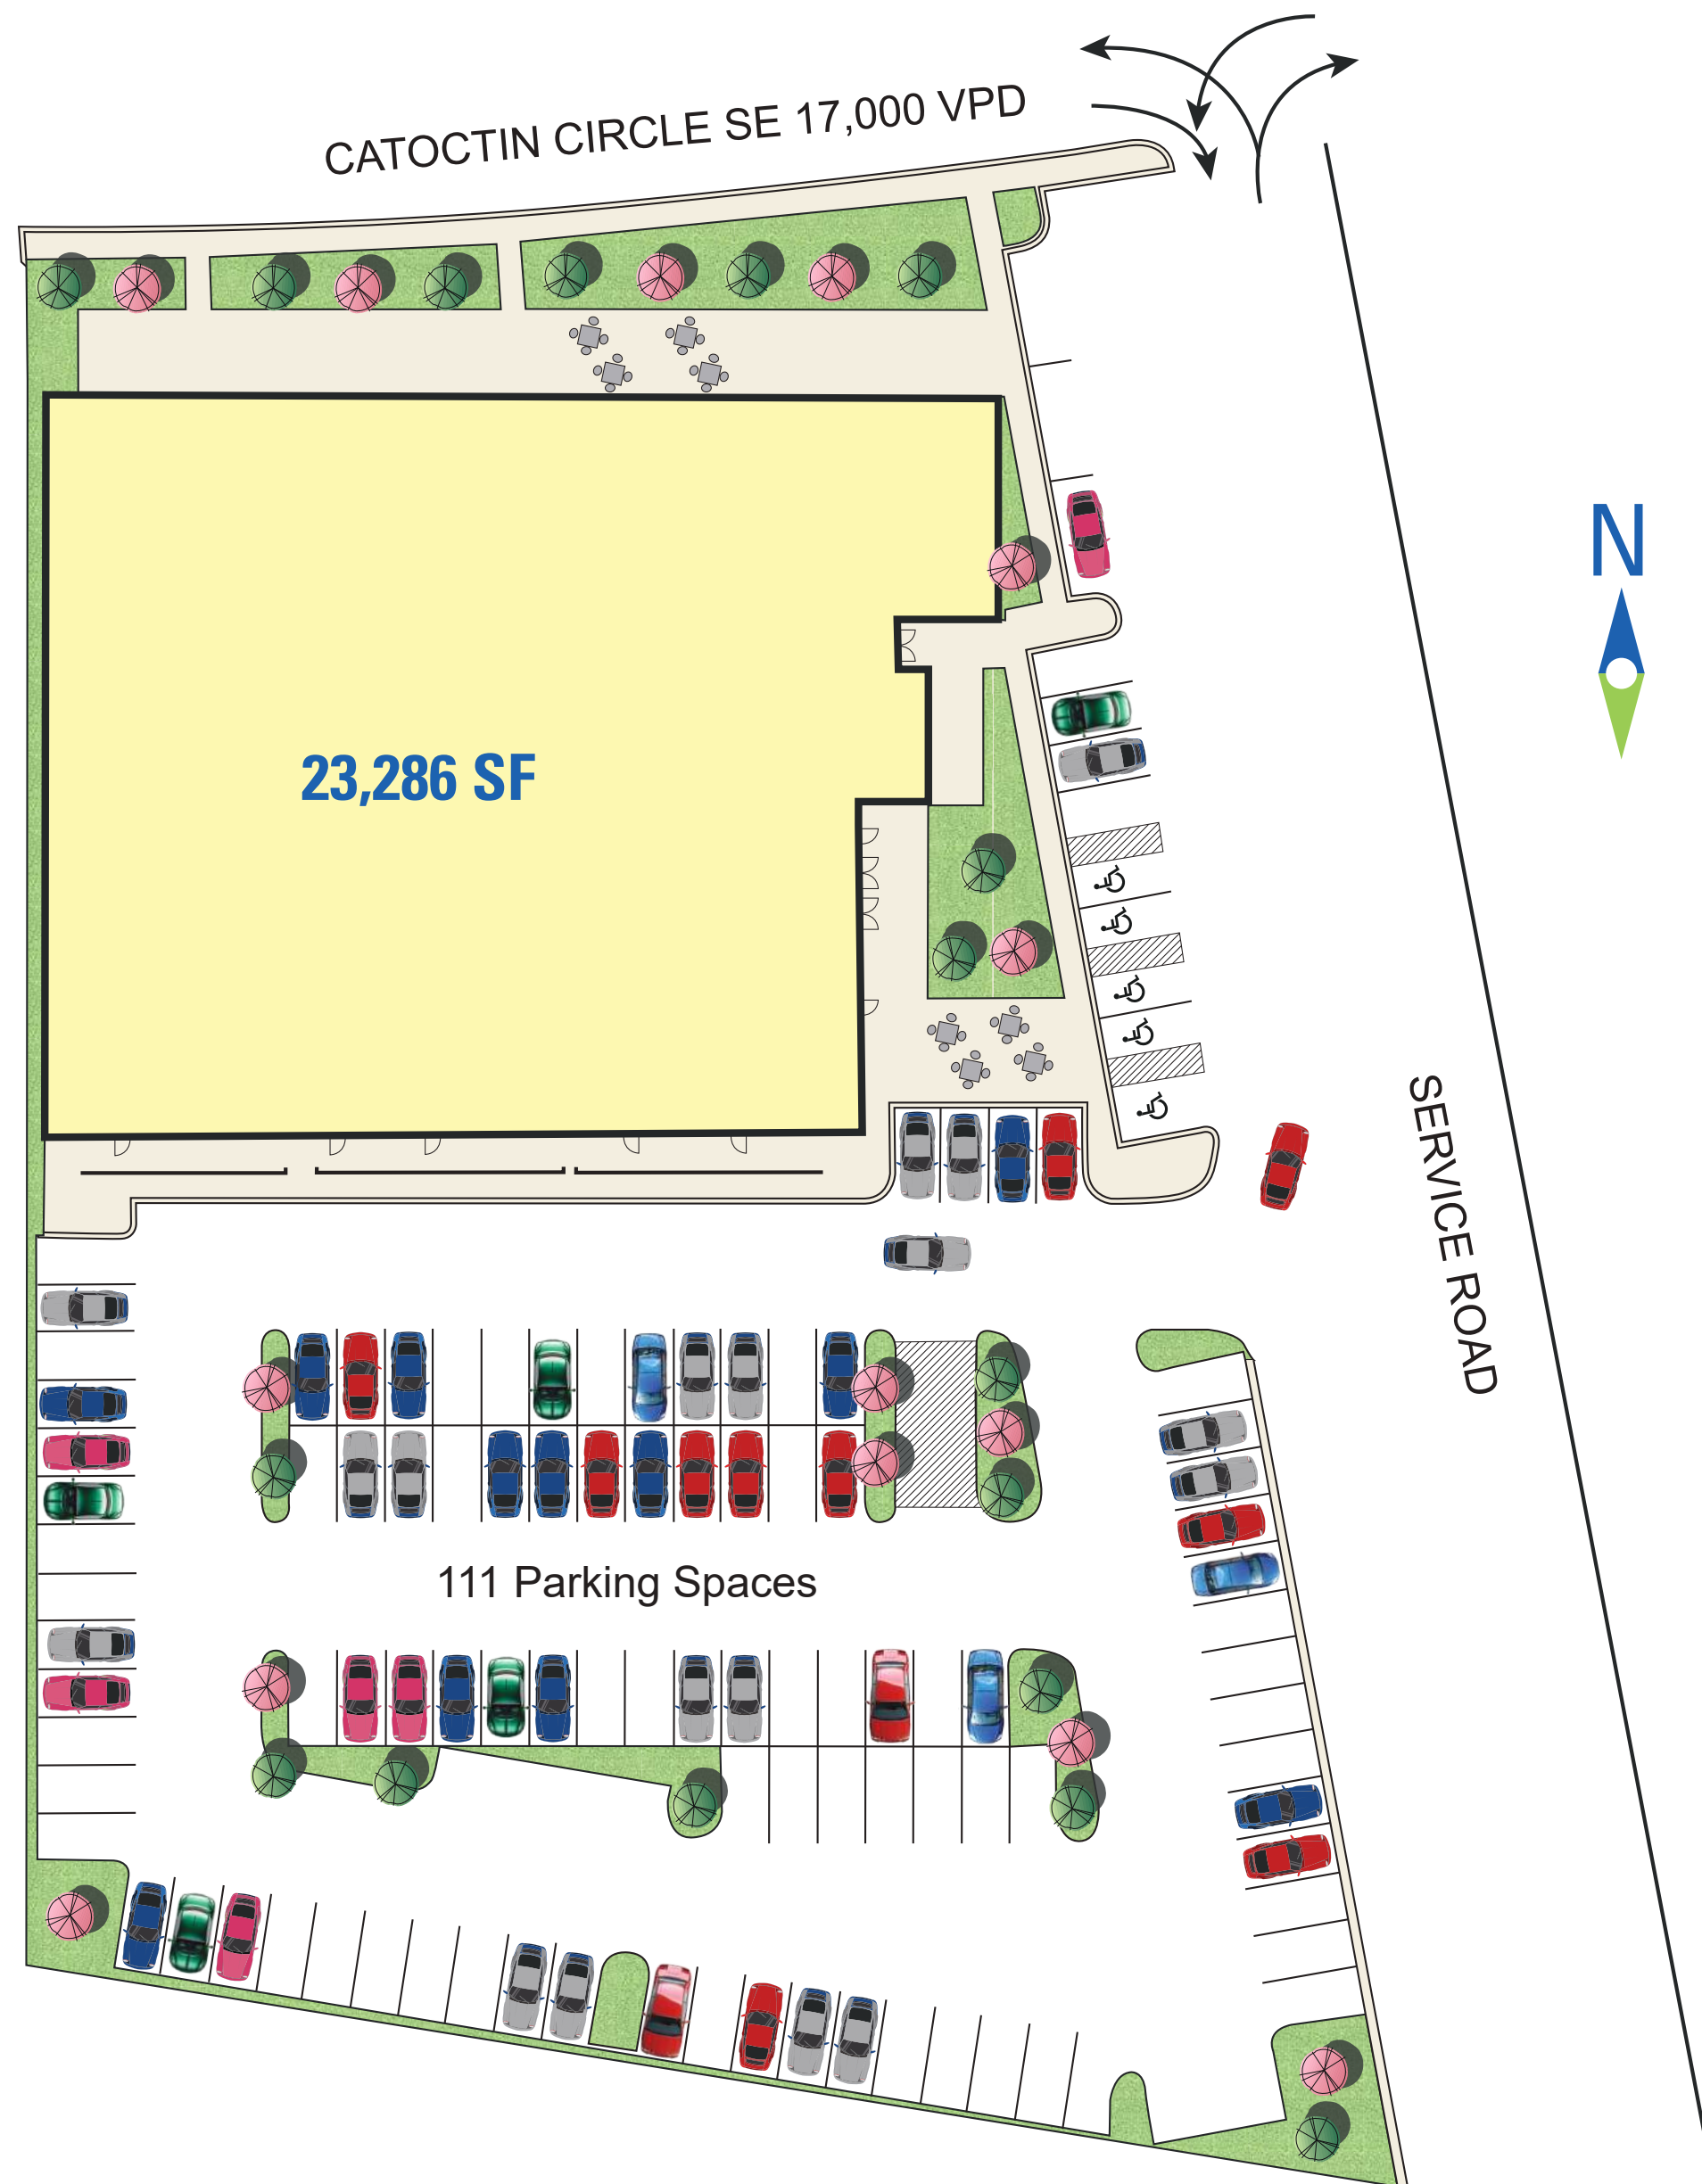 CATOCTIN CIRCLE SE 17,000 VPD
N
23,286 SF
SERVICE ROAD
111 Parking Spaces